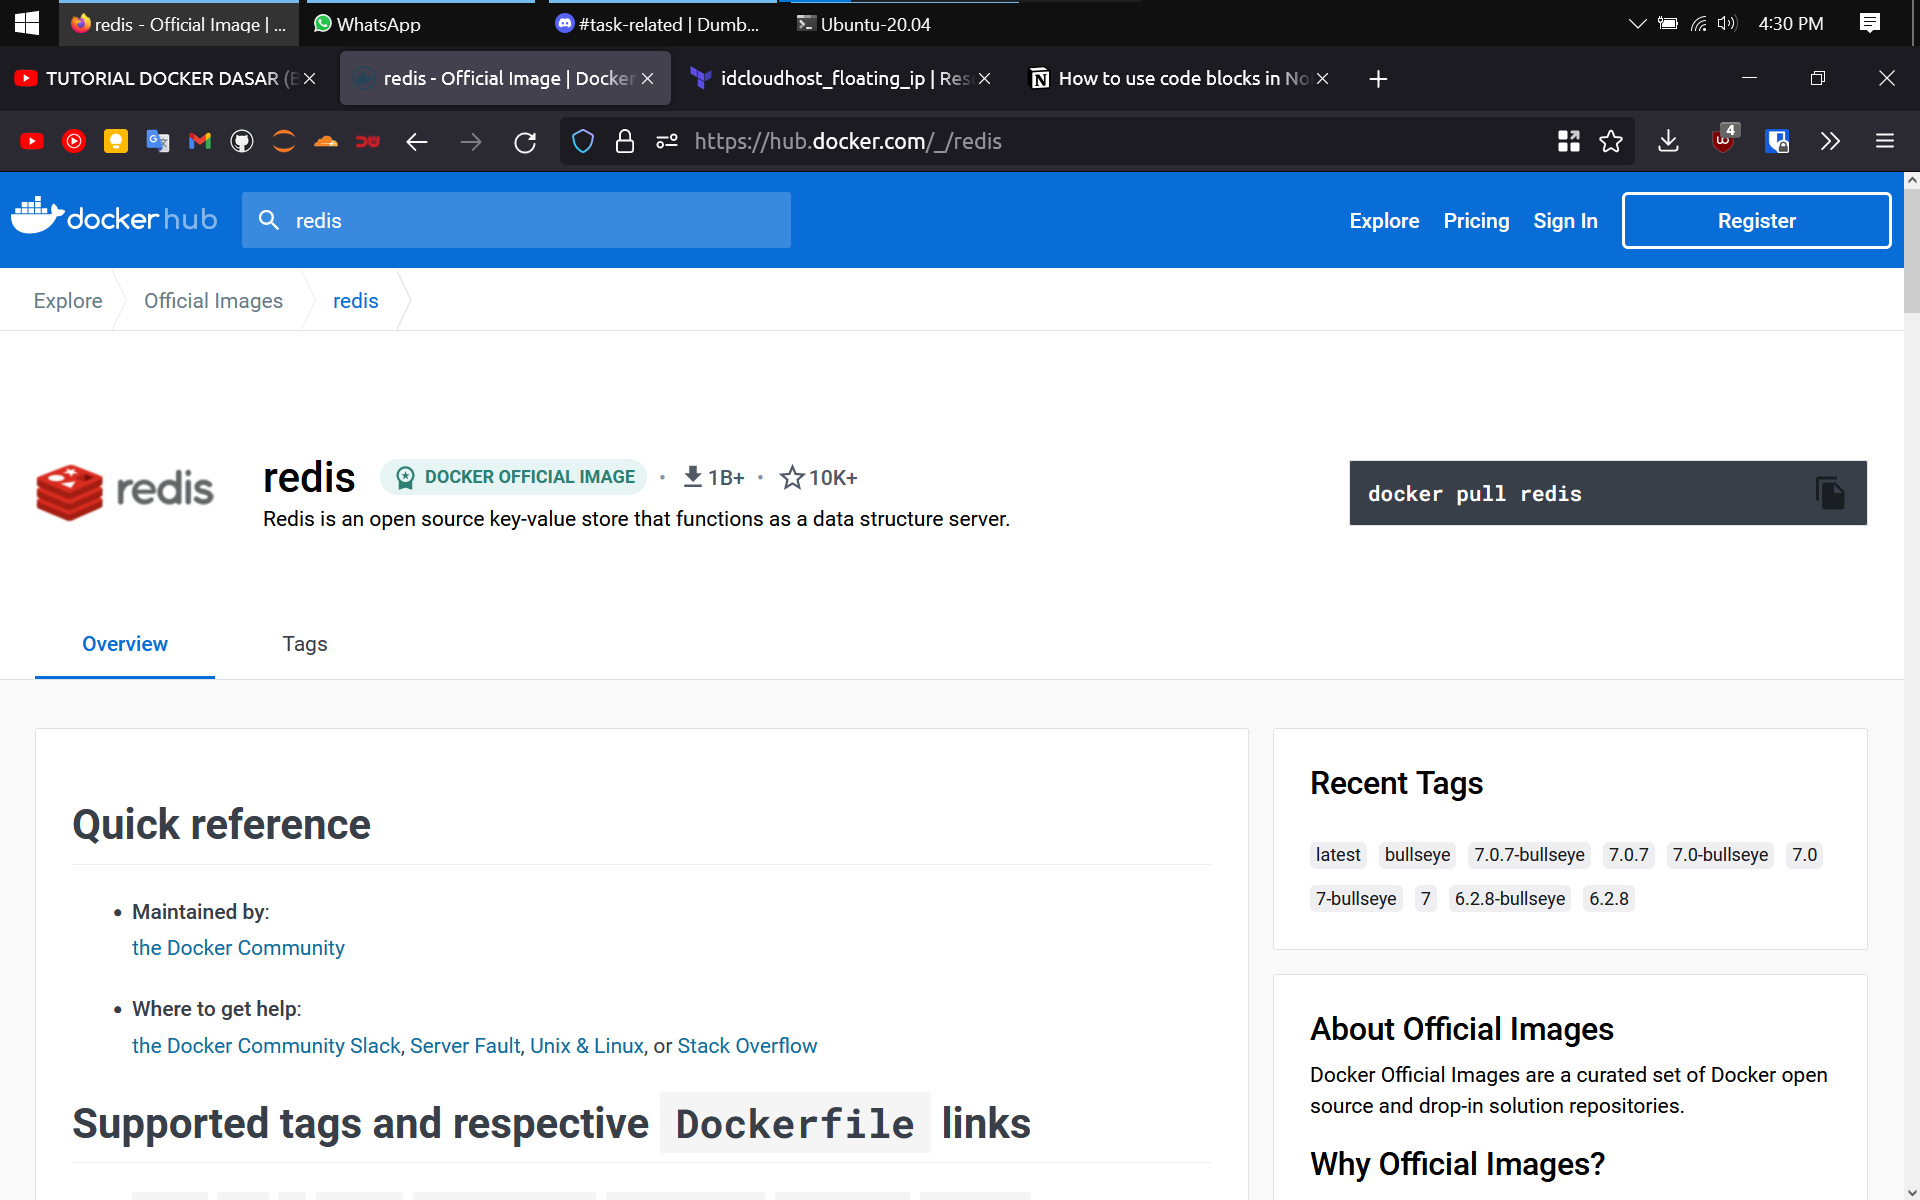 redis - Official Image | ...
WhatsApp
#task-related | Dumb...
Ubuntu-20.04
4:30 PM
TUTORIAL DOCKER DASAR (B
redis - Official Image | Docker
idcloudhost_floating_ip | Res
How to use code blocks in No
https://hub.docker.com/_/redis
4
docker hub
redis
Explore
Pricing
Sign In
Register
Explore
Official Images
redis
redis
redis
DOCKER OFFICIAL IMAGE
1B+
10K+
Redis is an open source key-value store that functions as a data structure server.
docker pull redis
Overview
Tags
Quick reference
Maintained by:
the Docker Community
Where to get help:
the Docker Community Slack, Server Fault, Unix & Linux, or Stack Overflow
Supported tags and respective Dockerfile links
Recent Tags
latest bullseye 7.0.7-bullseye 7.0.7 7.0-bullseye 7.0
7-bullseye 7 6.2.8-bullseye 6.2.8
About Official Images
Docker Official Images are a curated set of Docker open
source and drop-in solution repositories.
Why Official Images?